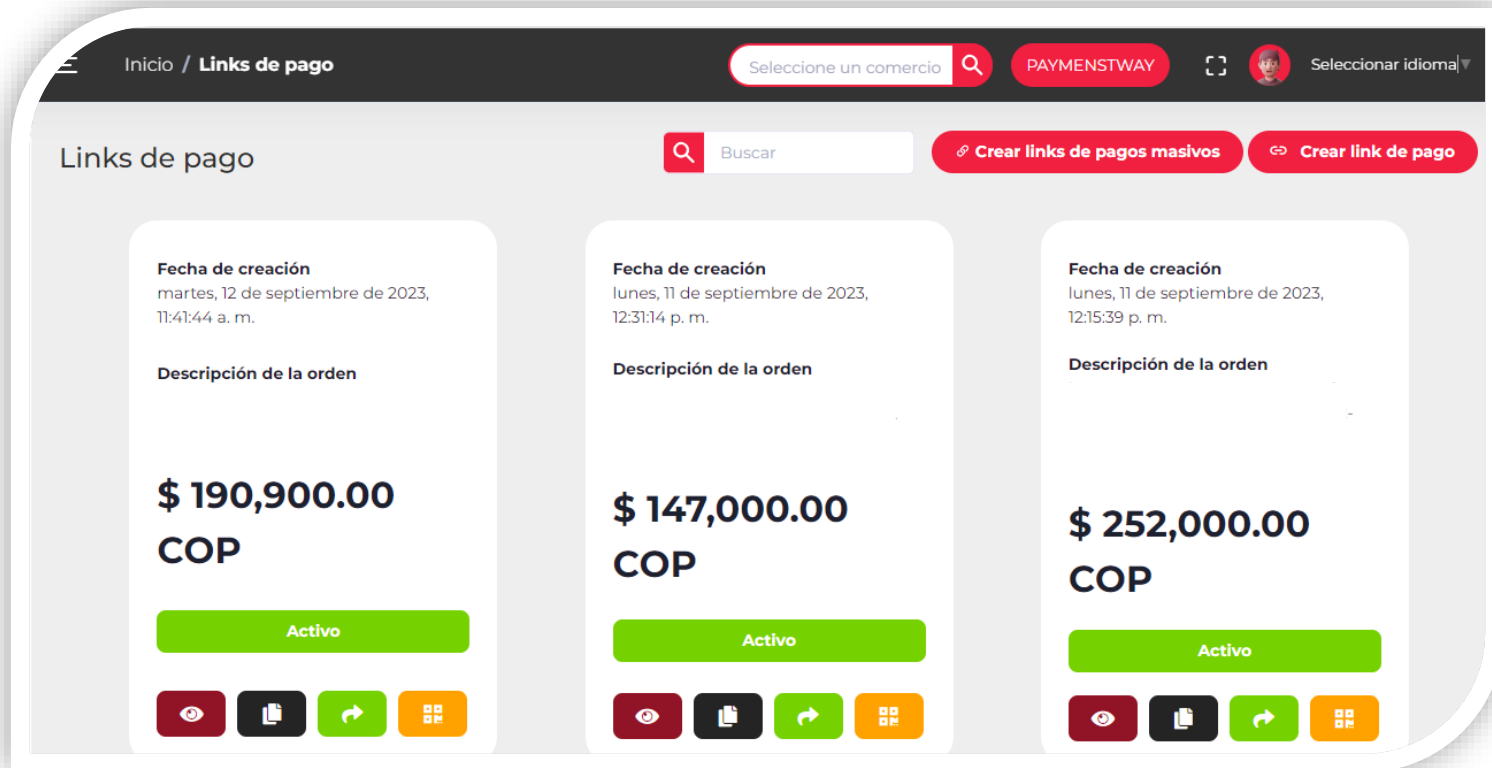 Inicio / Links de pago
Seleccione un comercio
PAYMENSTWAY
Seleccionar idioma
Links de pago
Buscar
Crear links de pagos masivos
Crear link de pago
Fecha de creación
martes, 12 de septiembre de 2023,
11:41:44 a. m.
Descripción de la orden
$ 190,900.00
COP
Activo
Fecha de creación
lunes, 11 de septiembre de 2023,
12:31:14 p. m.
Descripción de la orden
$ 147,000.00
COP
Activo
Fecha de creación
lunes, 11 de septiembre de 2023,
12:15:39 p. m.
Descripción de la orden
$ 252,000.00
COP
Activo